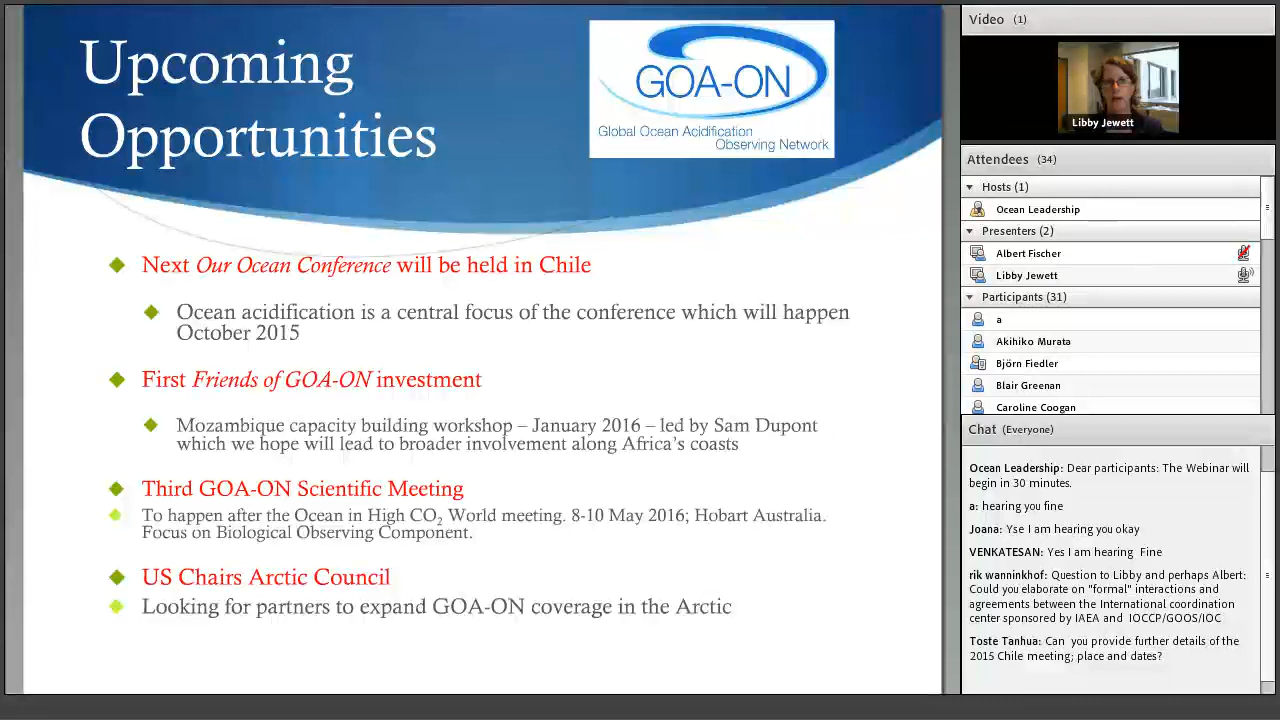 Upcoming
Opportunities
GOA-ON
Global Ocean Acidification
Observing Network
Next Our Ocean Conference will be held in Chile
Ocean acidification is a central focus of the conference which will happen
October 2015
First Friends of GOA-ON investment
Mozambique capacity building workshop – January 2016 – led by Sam Dupont
which we hope will lead to broader involvement along Africa's coasts
Third GOA-ON Scientific Meeting
To happen after the Ocean in High CO₂ World meeting. 8-10 May 2016; Hobart Australia.
Focus on Biological Observing Component.
US Chairs Arctic Council
Looking for partners to expand GOA-ON coverage in the Arctic
Video (1)
Libby Jewett
Attendees (34)
Hosts (1)
Ocean Leadership
Presenters (2)
Albert Fischer
Libby Jewett
Participants (31)
a
Akihiko Murata
Björn Fiedler
Blair Greenan
Caroline Coogan
Chat (Everyone)
Ocean Leadership: Dear participants: The Webinar will
begin in 30 minutes.
a: hearing you fine
Joana: Yse I am hearing you okay
VENKATESAN: Yes I am hearing Fine
rik wanninkhof: Question to Libby and perhaps Albert:
Could you elaborate on "formal" interactions and
agreements between the International coordination
center sponsored by IAEA and IOCCP/GOOS/IOC
Toste Tanhua: Can you provide further details of the
2015 Chile meeting; place and dates?